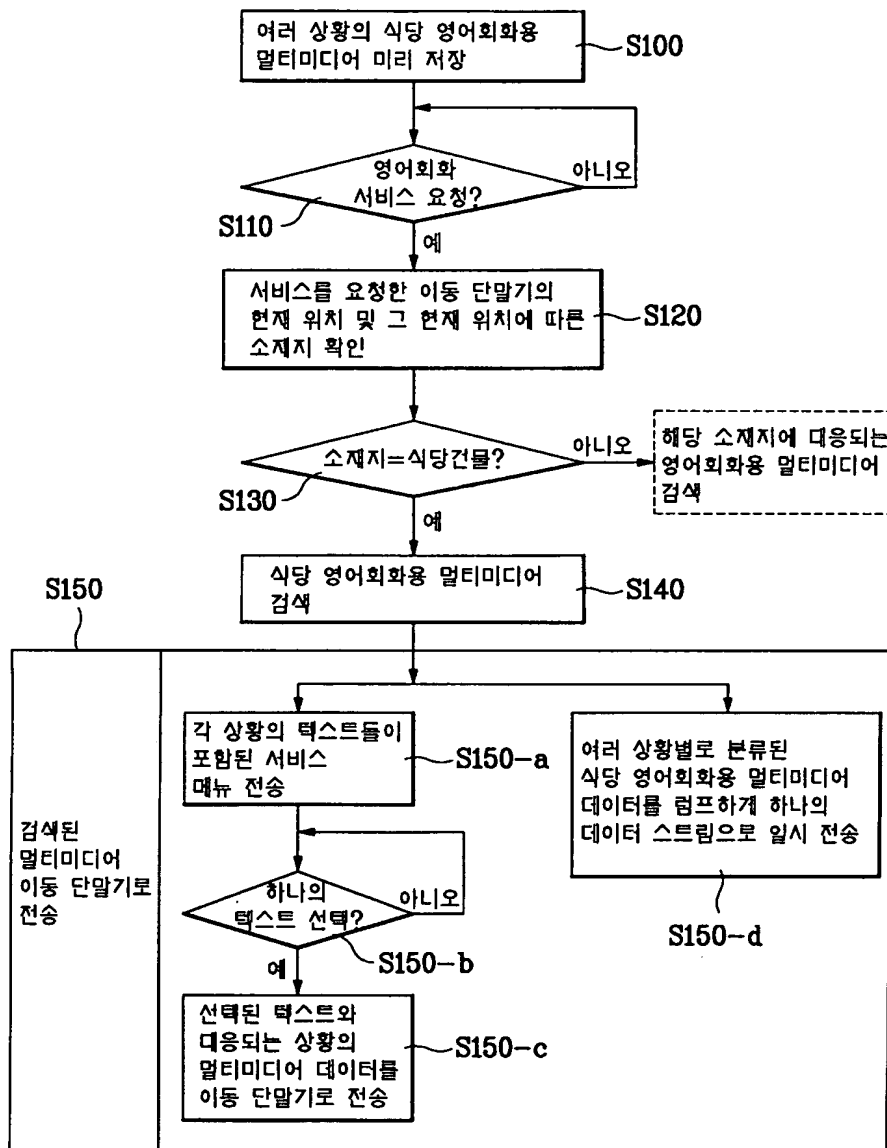 여러 상황의 식당 영어회화용
멀티미디어 미리 저장
S100
영어회화
서비스 요청?
아니오
S110
예
서비스를 요청한 이동 단말기의
현재 위치 및 그 현재 위치에 따른
소재지 확인
S120
소재지=식당건물?
아니오
S130
해당 소재지에 대응되는
영어회화용 멀티미디어
검색
예
식당 영어회화용 멀티미디어
검색
S140
S150
검색된
멀티미디어
이동 단말기로
전송
각 상황의 텍스트들이
포함된 서비스
메뉴 전송
S150-a
하나의
텍스트 선택?
아니오
S150-b
예
선택된 텍스트와
대응되는 상황의
멀티미디어 데이터를
이동 단말기로 전송
S150-c
여러 상황별로 분류된
식당 영어회화용 멀티미디어
데이터를 럼프하게 하나의
데이터 스트림으로 일시 전송
S150-d